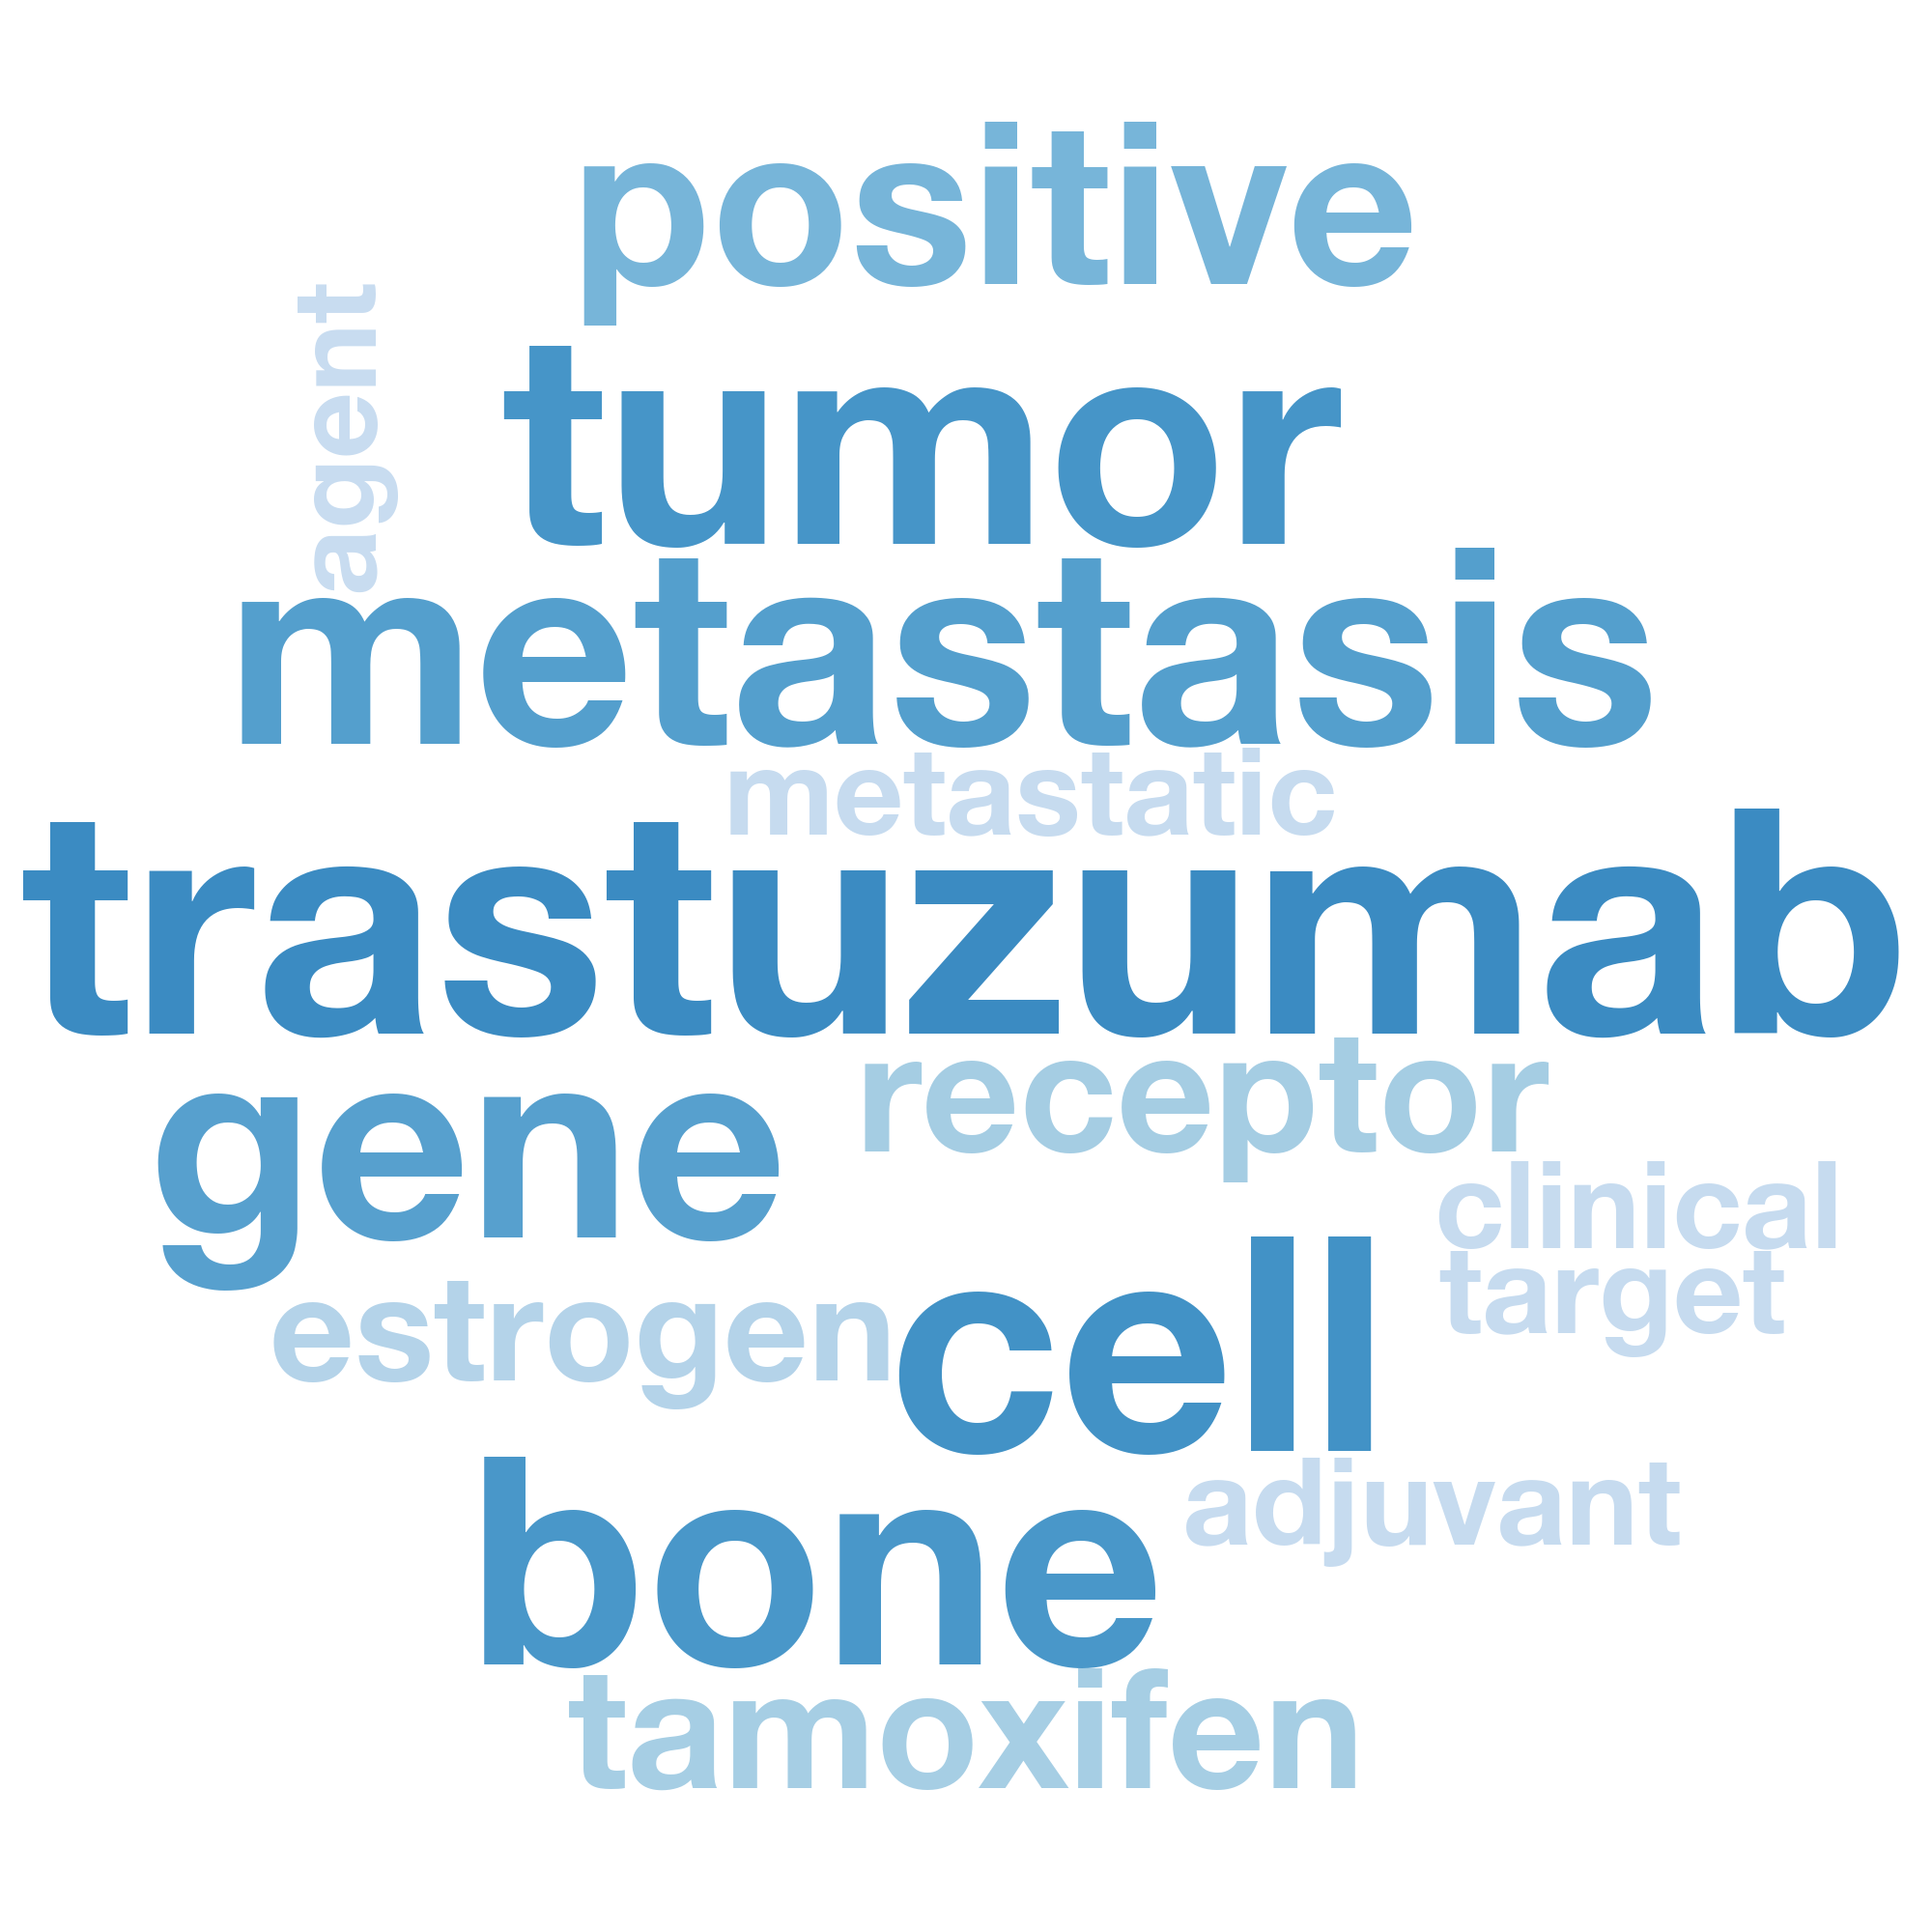 positive
agent
tumor
metastasis
metastatic
trastuzumab
receptor
gene
clinical
target
estrogen
cell
adjuvant
bone
tamoxifen